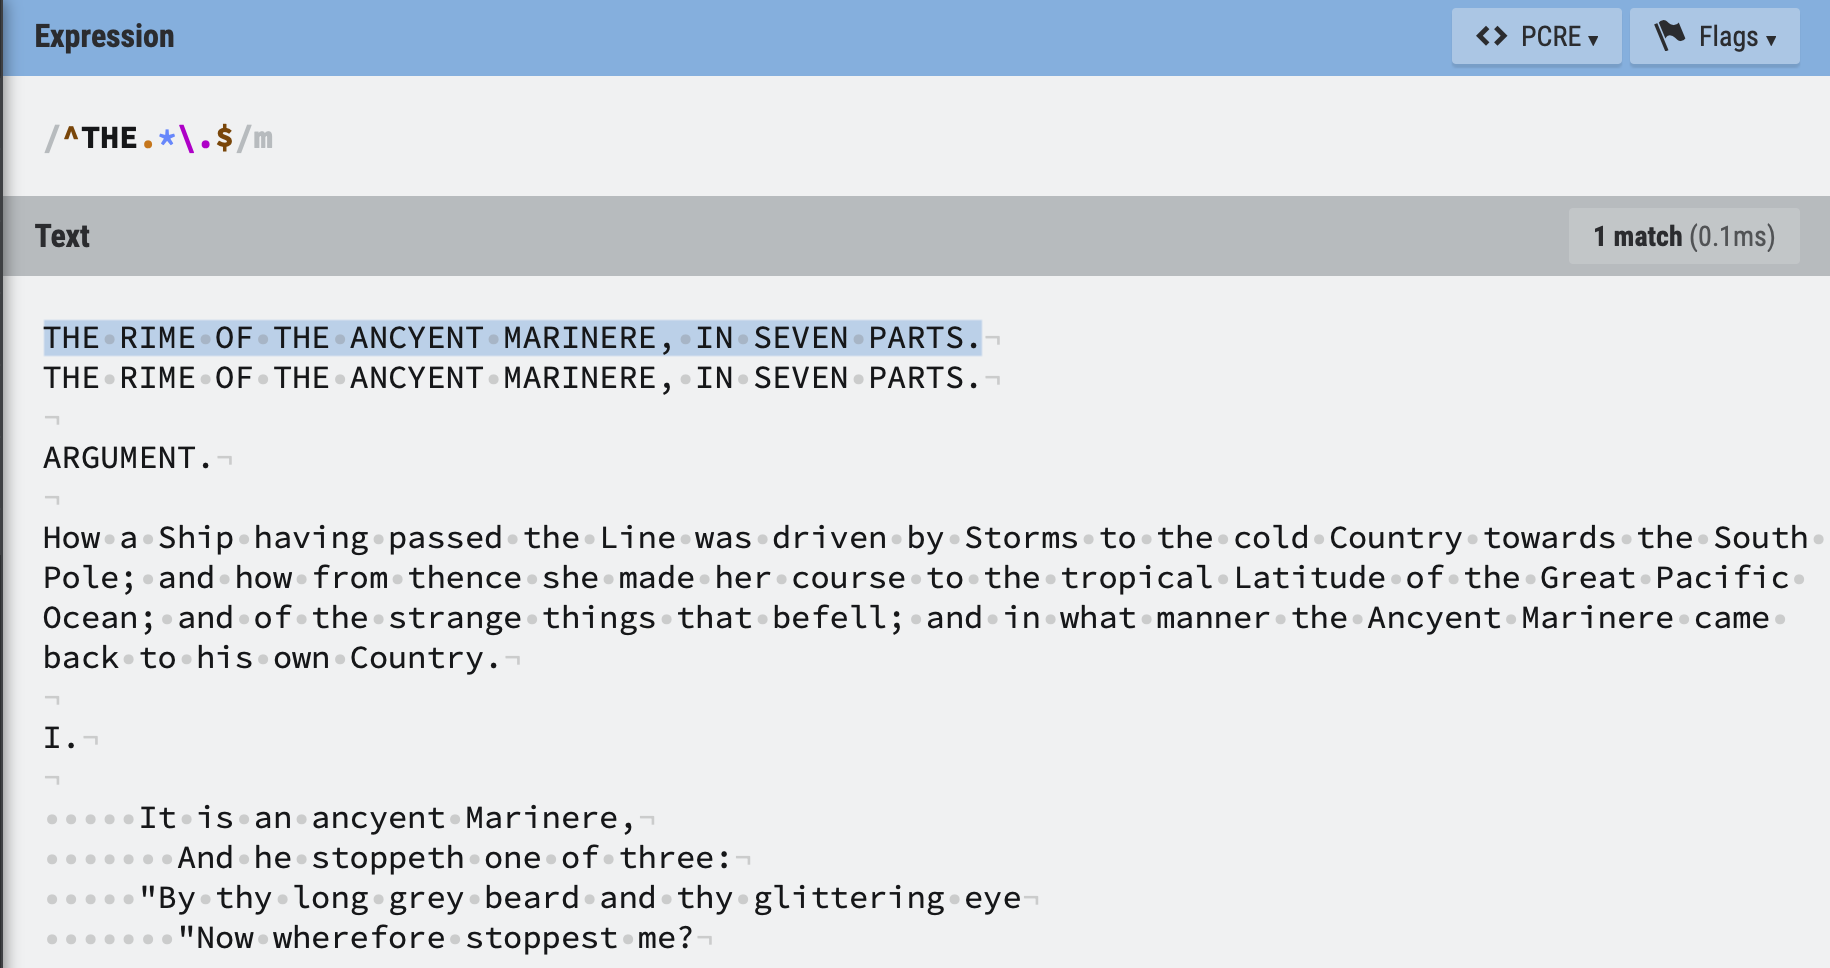 Expression
<> PCRE ▾
Flags ▾
/^THE.*\.$/m
Text
1 match (0.1ms)
THE•RIME•OF•THE•ANCYENT•MARINERE,•IN•SEVEN•PARTS.¬
THE•RIME•OF•THE•ANCYENT•MARINERE,•IN•SEVEN•PARTS.¬
¬
ARGUMENT.¬
¬
How•a•Ship•having•passed•the•Line•was•driven•by•Storms•to•the•cold•Country•towards•the•South•
Pole;•and•how•from•thence•she•made•her•course•to•the•tropical•Latitude•of•the•Great•Pacific•
Ocean;•and•of•the•strange•things•that•befell;•and•in•what•manner•the•Ancyent•Marinere•came•
back•to•his•own•Country.¬
¬
I.¬
¬
•••••It•is•an•ancyent•Marinere,¬
•••••••And•he•stoppeth•one•of•three:¬
•••••"By•thy•long•grey•beard•and•thy•glittering•eye¬
•••••••"Now•wherefore•stoppest•me?¬